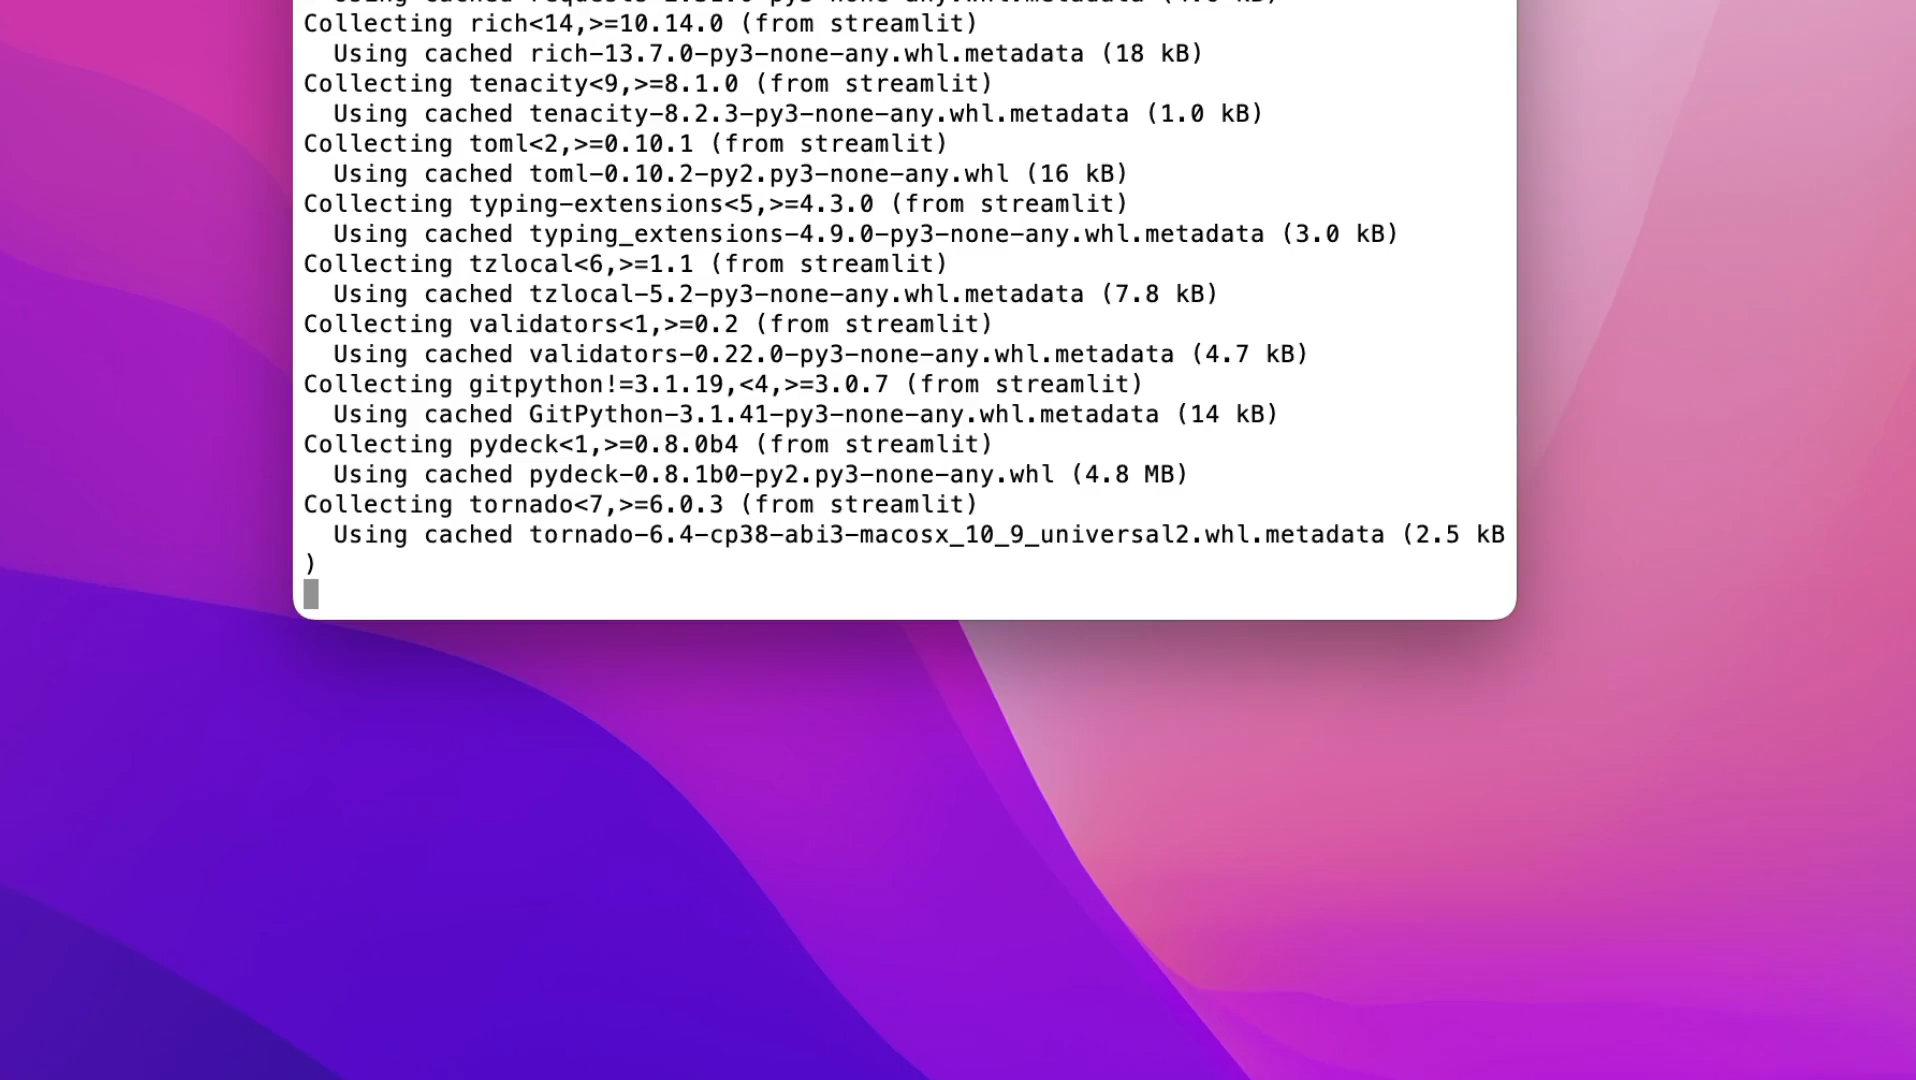 Collecting rich<14,>=10.14.0 (from streamlit)
Using cached rich-13.7.0-py3-none-any.whl.metadata (18 kB)
Collecting tenacity<9,>=8.1.0 (from streamlit)
Using cached tenacity-8.2.3-py3-none-any.whl.metadata (1.0 kB)
Collecting toml<2,>=0.10.1 (from streamlit)
Using cached toml-0.10.2-py2.py3-none-any.whl (16 kB)
Collecting typing-extensions<5,>=4.3.0 (from streamlit)
Using cached typing_extensions-4.9.0-py3-none-any.whl.metadata (3.0 kB)
Collecting tzlocal<6,>=1.1 (from streamlit)
Using cached tzlocal-5.2-py3-none-any.whl.metadata (7.8 kB)
Collecting validators<1,>=0.2 (from streamlit)
Using cached validators-0.22.0-py3-none-any.whl.metadata (4.7 kB)
Collecting gitpython!=3.1.19,<4,>=3.0.7 (from streamlit)
Using cached GitPython-3.1.41-py3-none-any.whl.metadata (14 kB)
Collecting pydeck<1,>=0.8.0b4 (from streamlit)
Using cached pydeck-0.8.1b0-py2.py3-none-any.whl (4.8 MB)
Collecting tornado<7,>=6.0.3 (from streamlit)
Using cached tornado-6.4-cp38-abi3-macosx_10_9_universal2.whl.metadata (2.5 kB
)